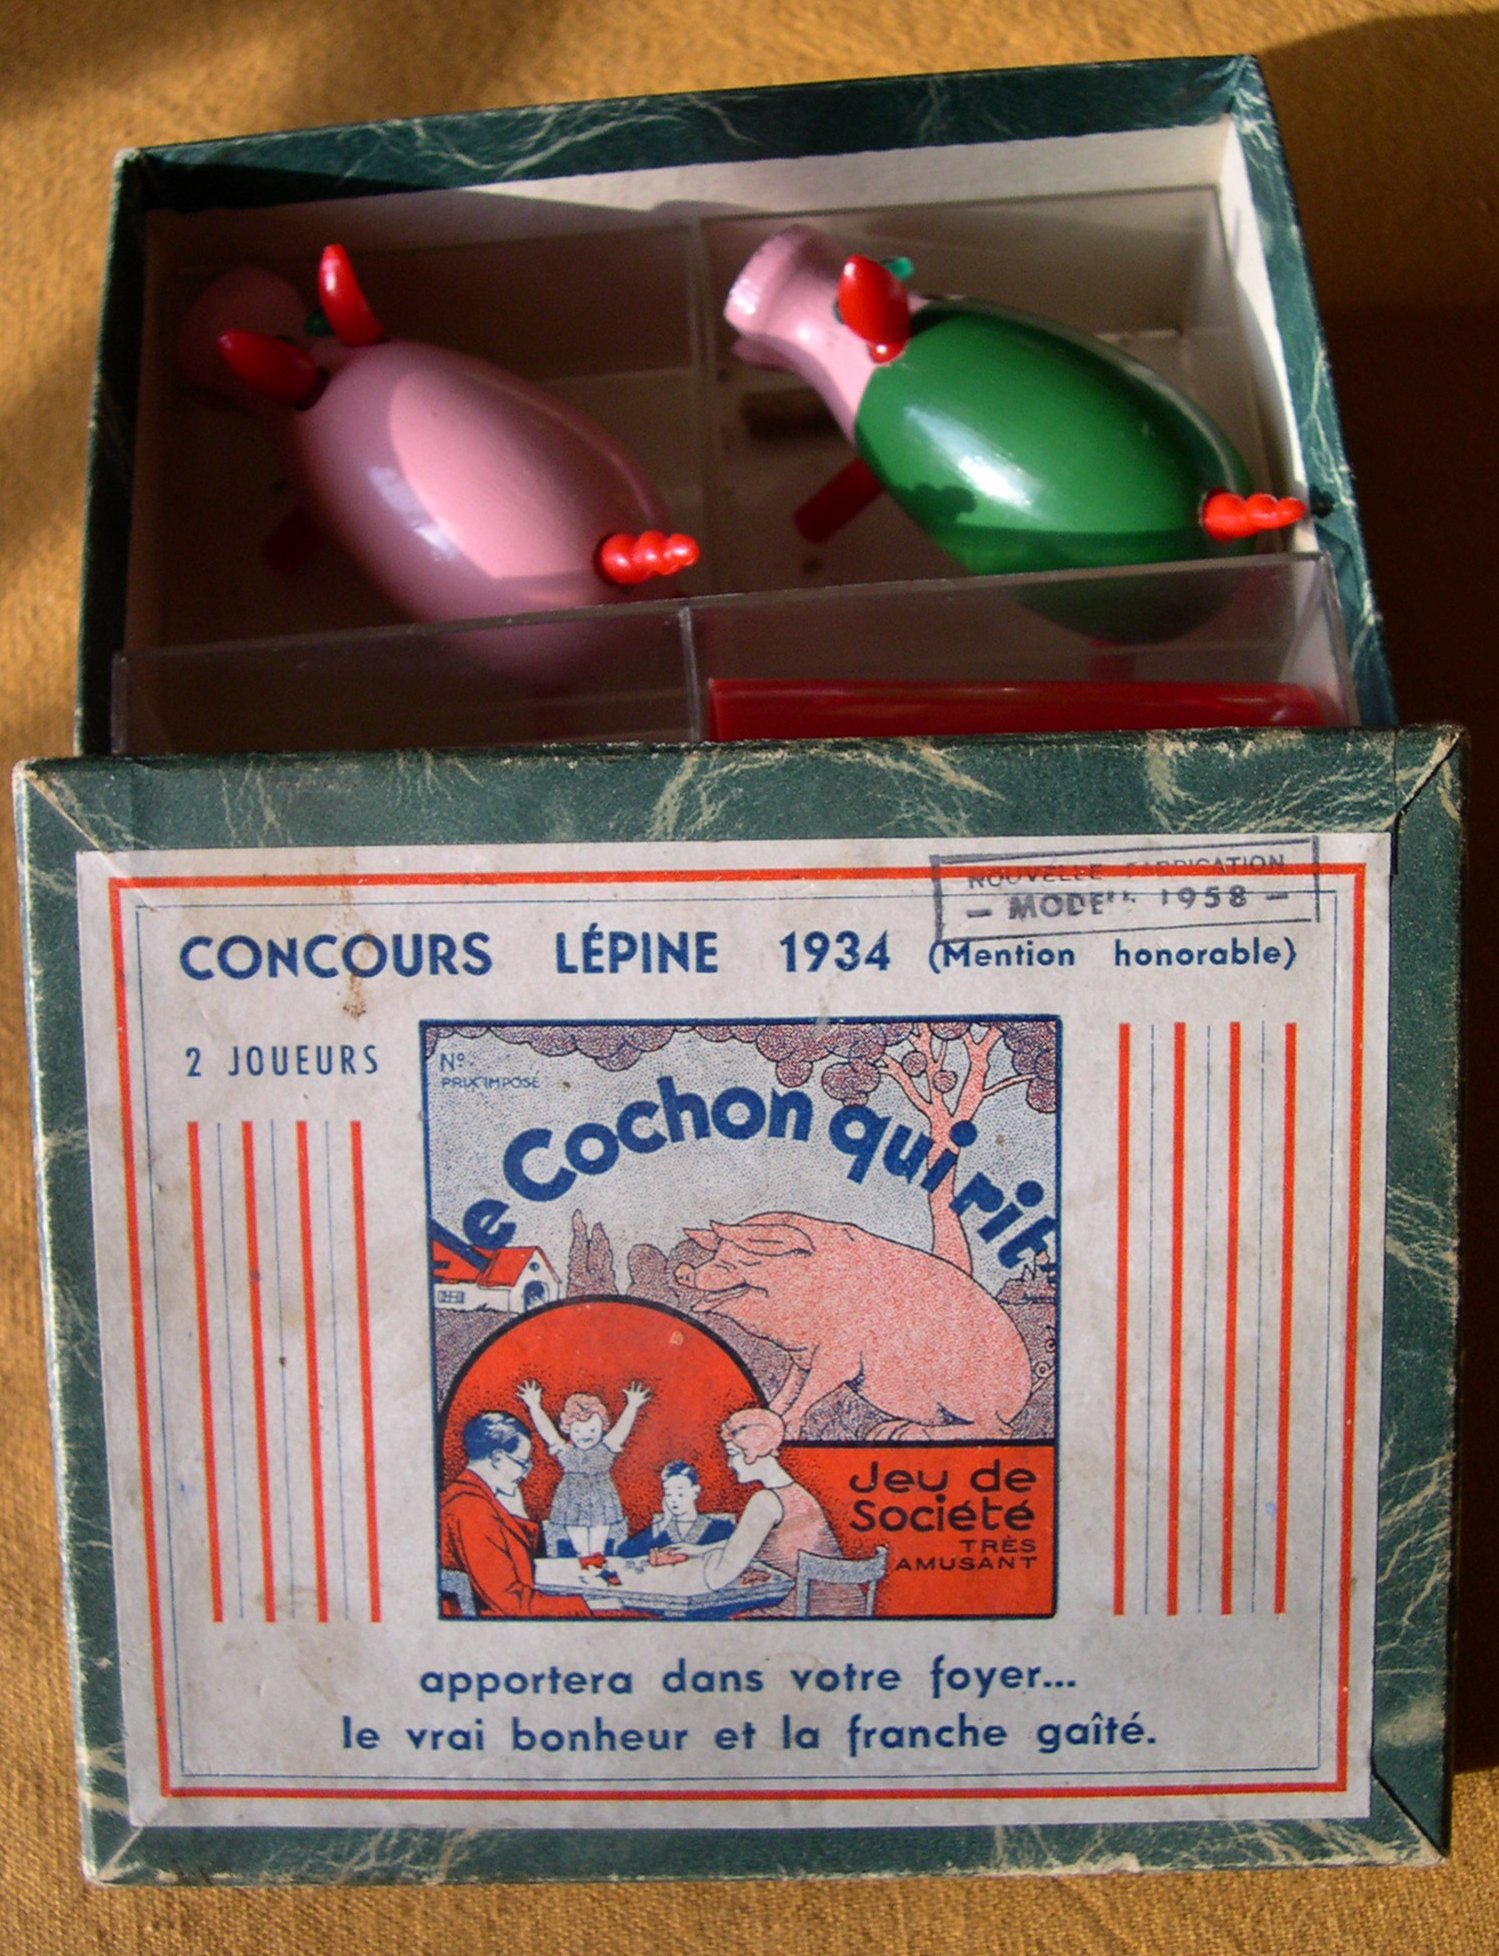 NOUVELLE FABRICATION
— MODELE 1958 —
CONCOURS LÉPINE 1934 (Mention honorable)
2 JOUEURS
N°
PRIX IMPOSÉ
le Cochon qui rit
Jeu de
Société
TRÈS
AMUSANT
apportera dans votre foyer...
le vrai bonheur et la franche gaîté.